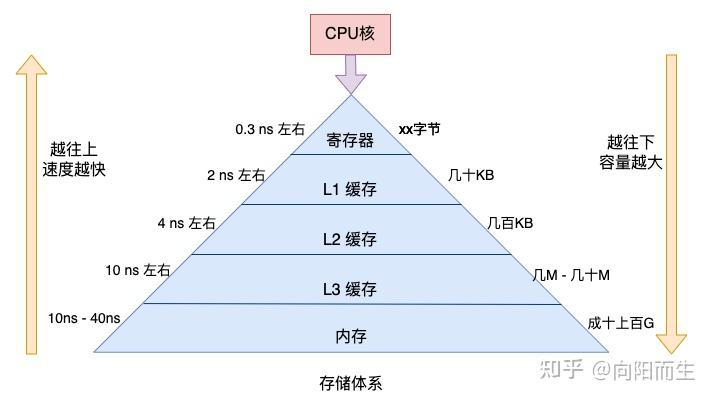 CPU核
0.3 ns 左右
寄存器
xx字节
越往上
速度越快
越往下
容量越大
2 ns 左右
L1 缓存
几十KB
4 ns 左右
L2 缓存
几百KB
10 ns 左右
L3 缓存
几M - 几十M
10ns - 40ns
内存
成十上百G
存储体系
知乎 @向阳而生